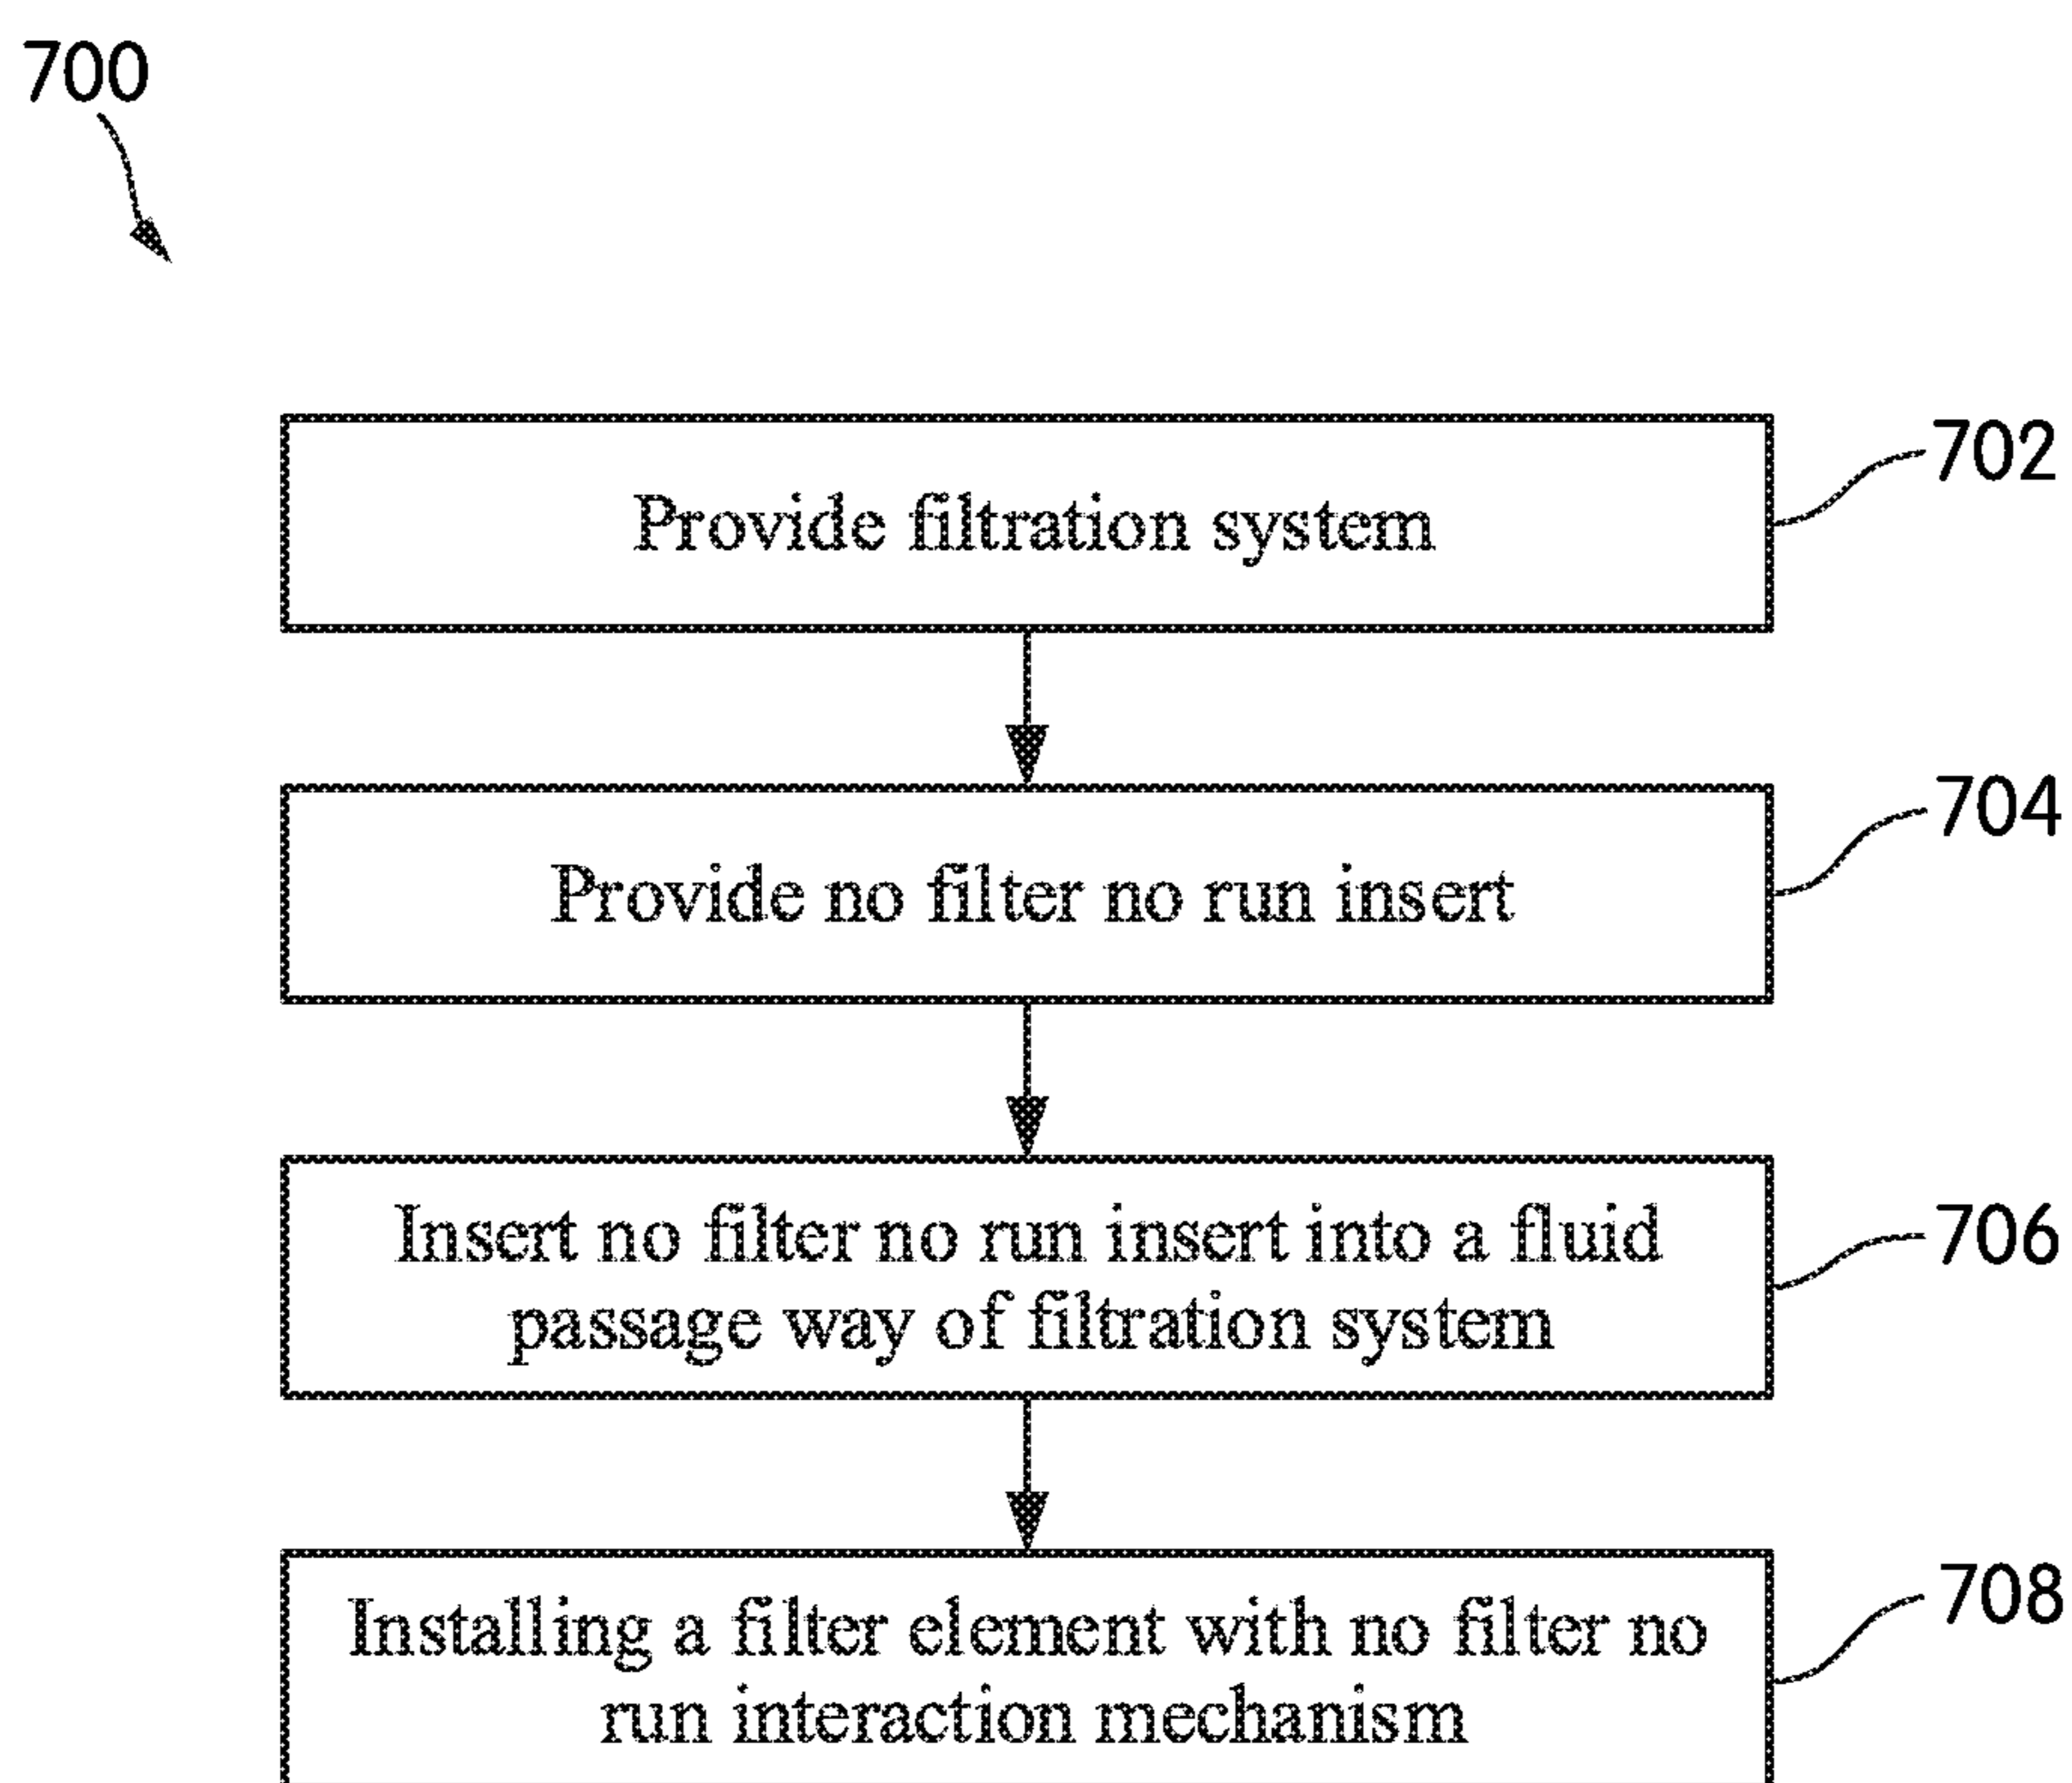 700
Provide filtration system
702
Provide no filter no run insert
704
Insert no filter no run insert into a fluid
passage way of filtration system
706
Installing a filter element with no filter no
run interaction mechanism
708